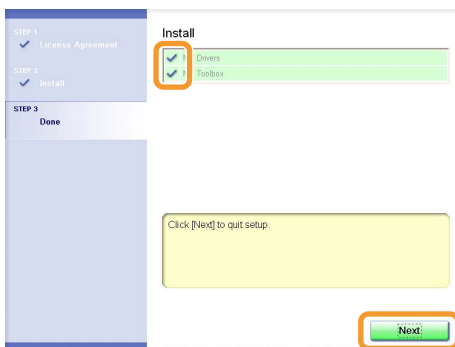 STEP 1
License Agreement
STEP 2
Install
STEP 3
Done
Install
Drivers
Toolbox
Click [Next] to quit setup.
Next